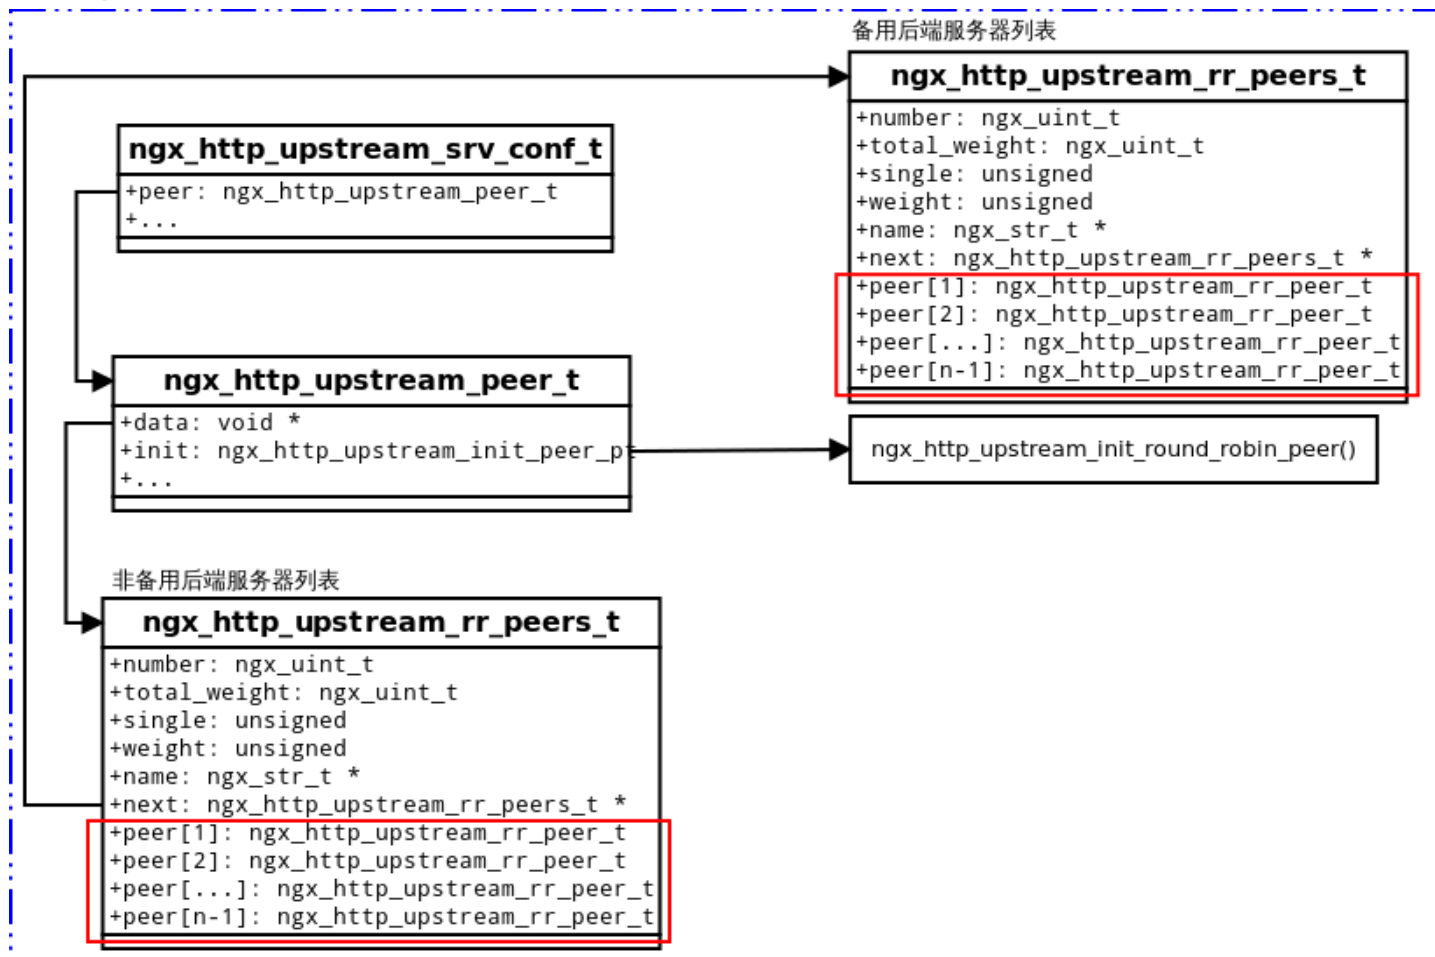 备用后端服务器列表
ngx_http_upstream_rr_peers_t
+number: ngx_uint_t
+total_weight: ngx_uint_t
+single: unsigned
+weight: unsigned
+name: ngx_str_t *
+next: ngx_http_upstream_rr_peers_t *
+peer[1]: ngx_http_upstream_rr_peer_t
+peer[2]: ngx_http_upstream_rr_peer_t
+peer[...]: ngx_http_upstream_rr_peer_t
+peer[n-1]: ngx_http_upstream_rr_peer_t
ngx_http_upstream_srv_conf_t
+peer: ngx_http_upstream_peer_t
+...
ngx_http_upstream_peer_t
+data: void *
+init: ngx_http_upstream_init_peer_pt
+...
ngx_http_upstream_init_round_robin_peer()
非备用后端服务器列表
ngx_http_upstream_rr_peers_t
+number: ngx_uint_t
+total_weight: ngx_uint_t
+single: unsigned
+weight: unsigned
+name: ngx_str_t *
+next: ngx_http_upstream_rr_peers_t *
+peer[1]: ngx_http_upstream_rr_peer_t
+peer[2]: ngx_http_upstream_rr_peer_t
+peer[...]: ngx_http_upstream_rr_peer_t
+peer[n-1]: ngx_http_upstream_rr_peer_t